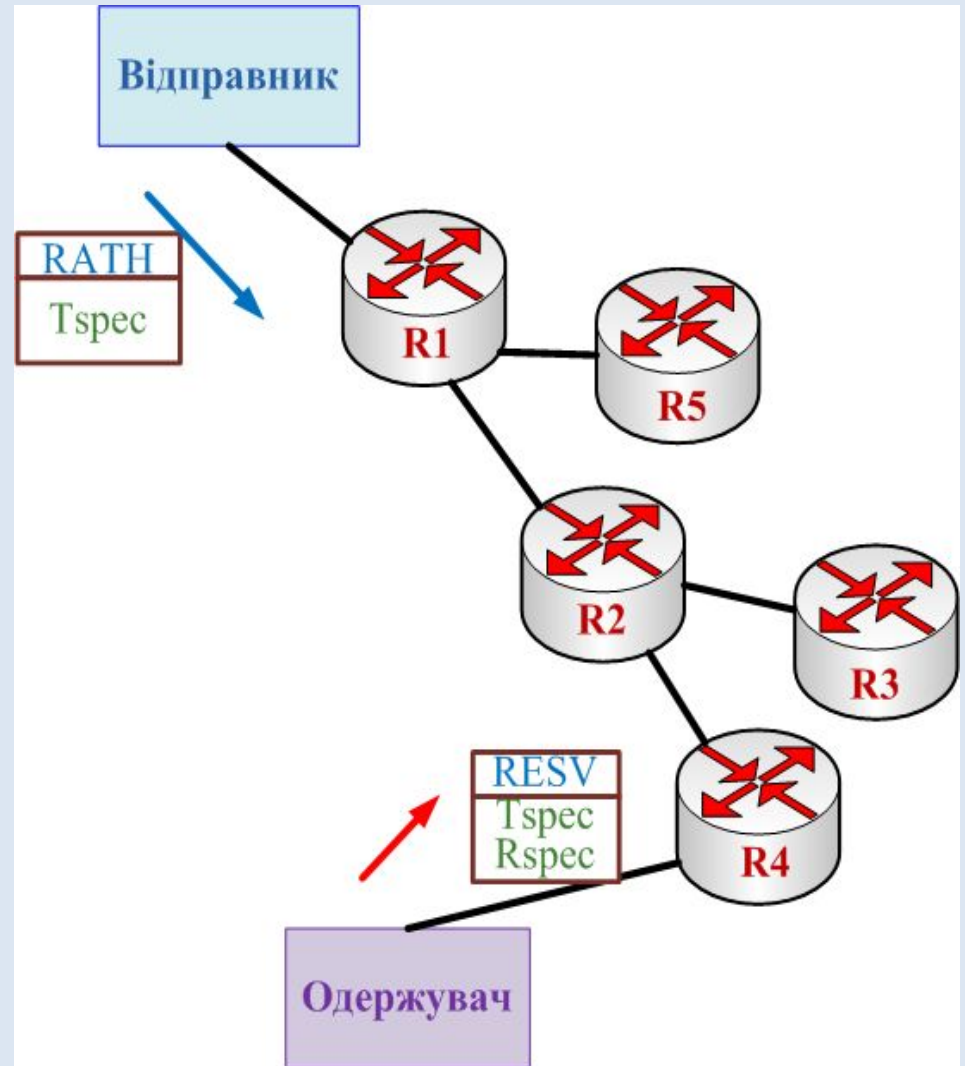 Відправник
RATH
Tspec
R1
R5
R2
R3
RESV
Tspec
Rspec
R4
Одержувач